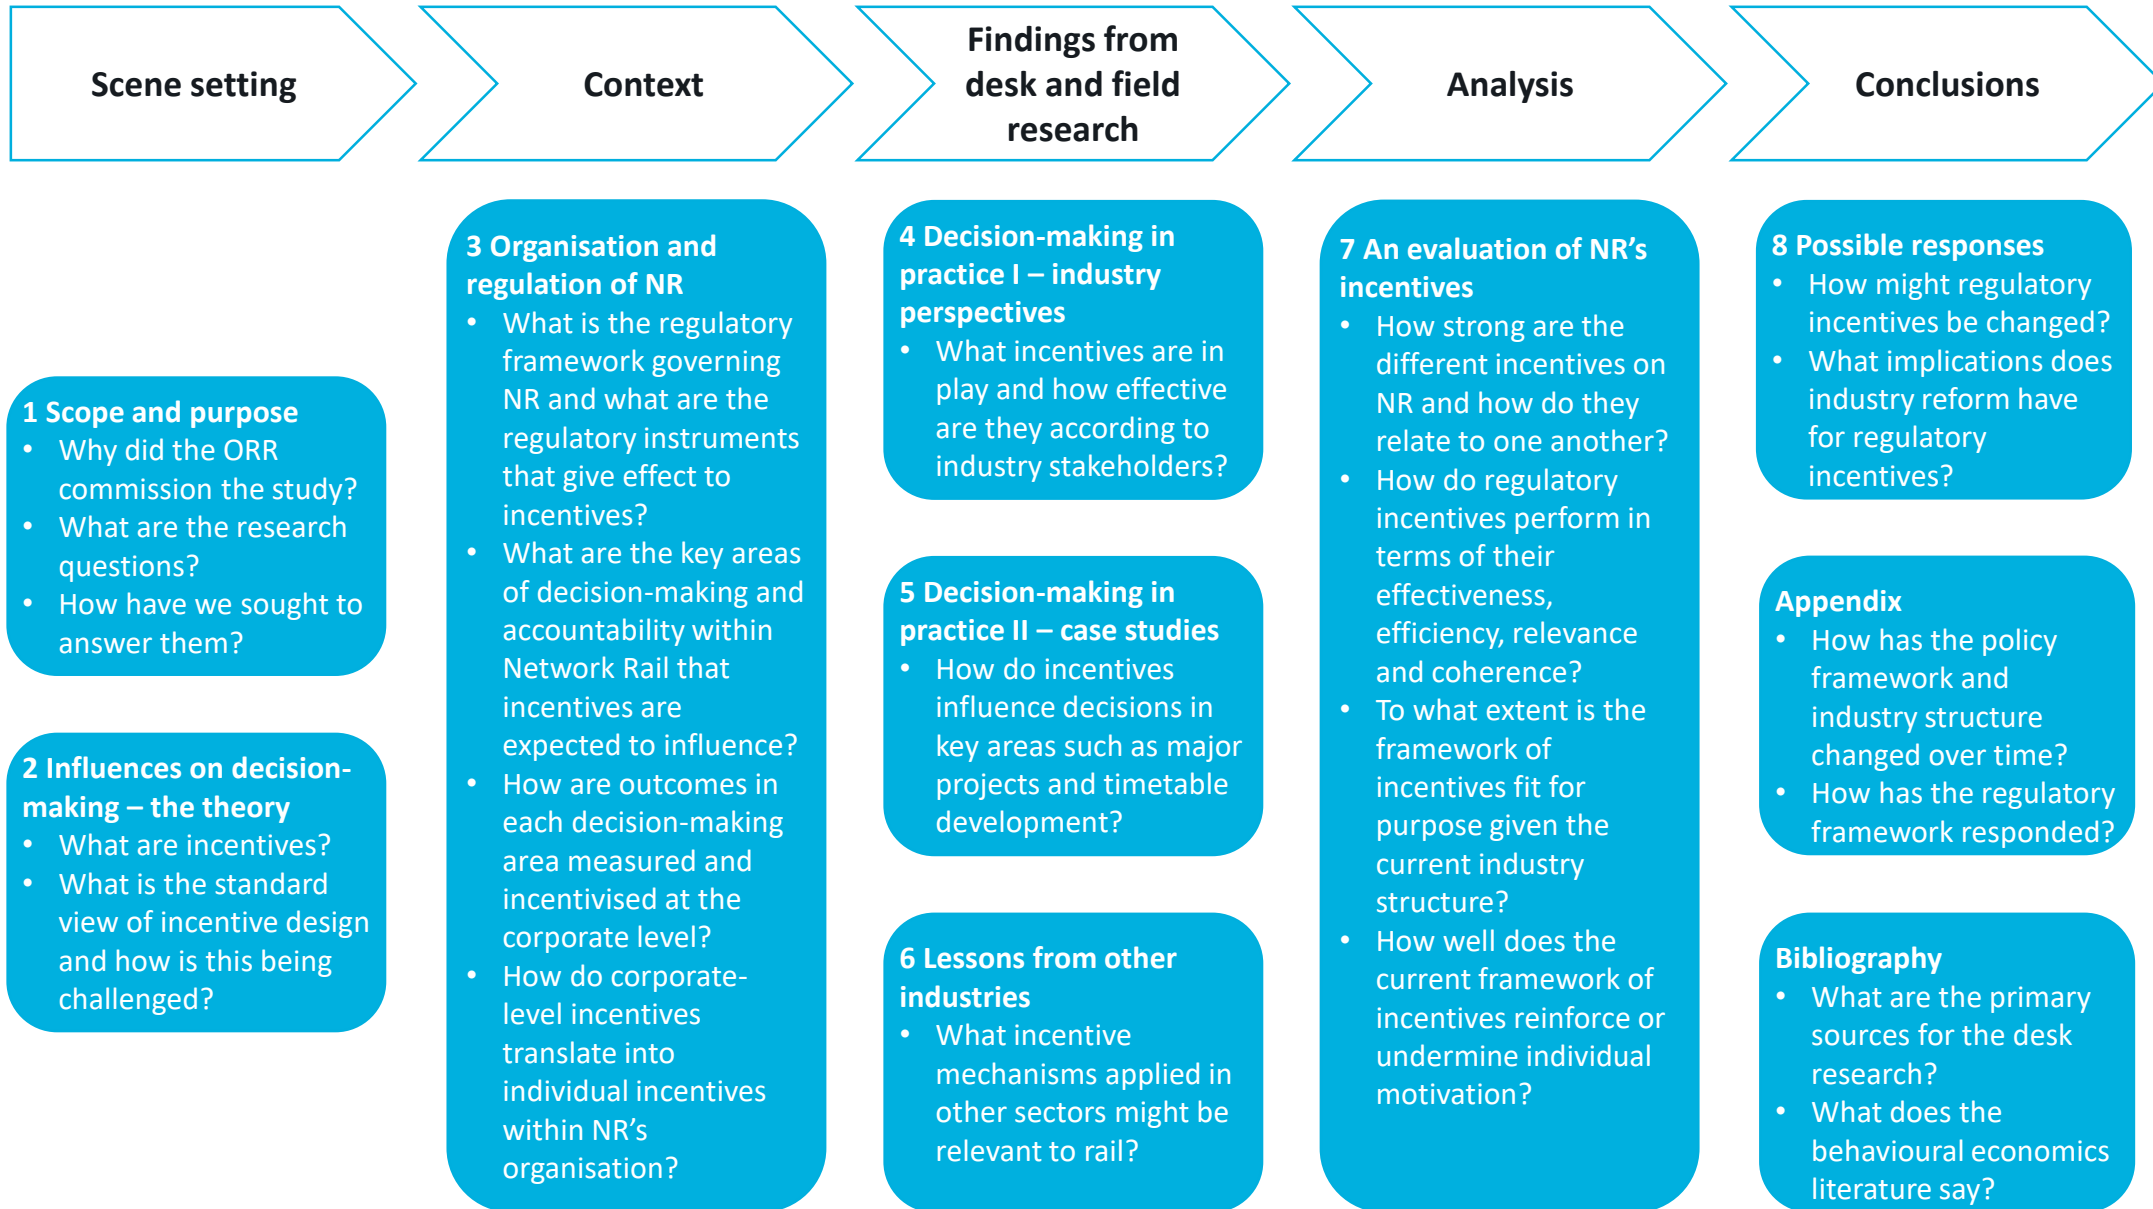 Scene setting
Context
Findings from
desk and field
research
Analysis
Conclusions
1 Scope and purpose
• Why did the ORR
commission the study?
• What are the research
questions?
• How have we sought to
answer them?
2 Influences on decision-
making – the theory
• What are incentives?
• What is the standard
view of incentive design
and how is this being
challenged?
3 Organisation and
regulation of NR
• What is the regulatory
framework governing
NR and what are the
regulatory instruments
that give effect to
incentives?
• What are the key areas
of decision-making and
accountability within
Network Rail that
incentives are
expected to influence?
• How are outcomes in
each decision-making
area measured and
incentivised at the
corporate level?
• How do corporate-
level incentives
translate into
individual incentives
within NR’s
organisation?
4 Decision-making in
practice I – industry
perspectives
• What incentives are in
play and how effective
are they according to
industry stakeholders?
5 Decision-making in
practice II – case studies
• How do incentives
influence decisions in
key areas such as major
projects and timetable
development?
6 Lessons from other
industries
• What incentive
mechanisms applied in
other sectors might be
relevant to rail?
7 An evaluation of NR’s
incentives
• How strong are the
different incentives on
NR and how do they
relate to one another?
• How do regulatory
incentives perform in
terms of their
effectiveness,
efficiency, relevance
and coherence?
• To what extent is the
framework of
incentives fit for
purpose given the
current industry
structure?
• How well does the
current framework of
incentives reinforce or
undermine individual
motivation?
8 Possible responses
• How might regulatory
incentives be changed?
• What implications does
industry reform have
for regulatory
incentives?
Appendix
• How has the policy
framework and
industry structure
changed over time?
• How has the regulatory
framework responded?
Bibliography
• What are the primary
sources for the desk
research?
• What does the
behavioural economics
literature say?